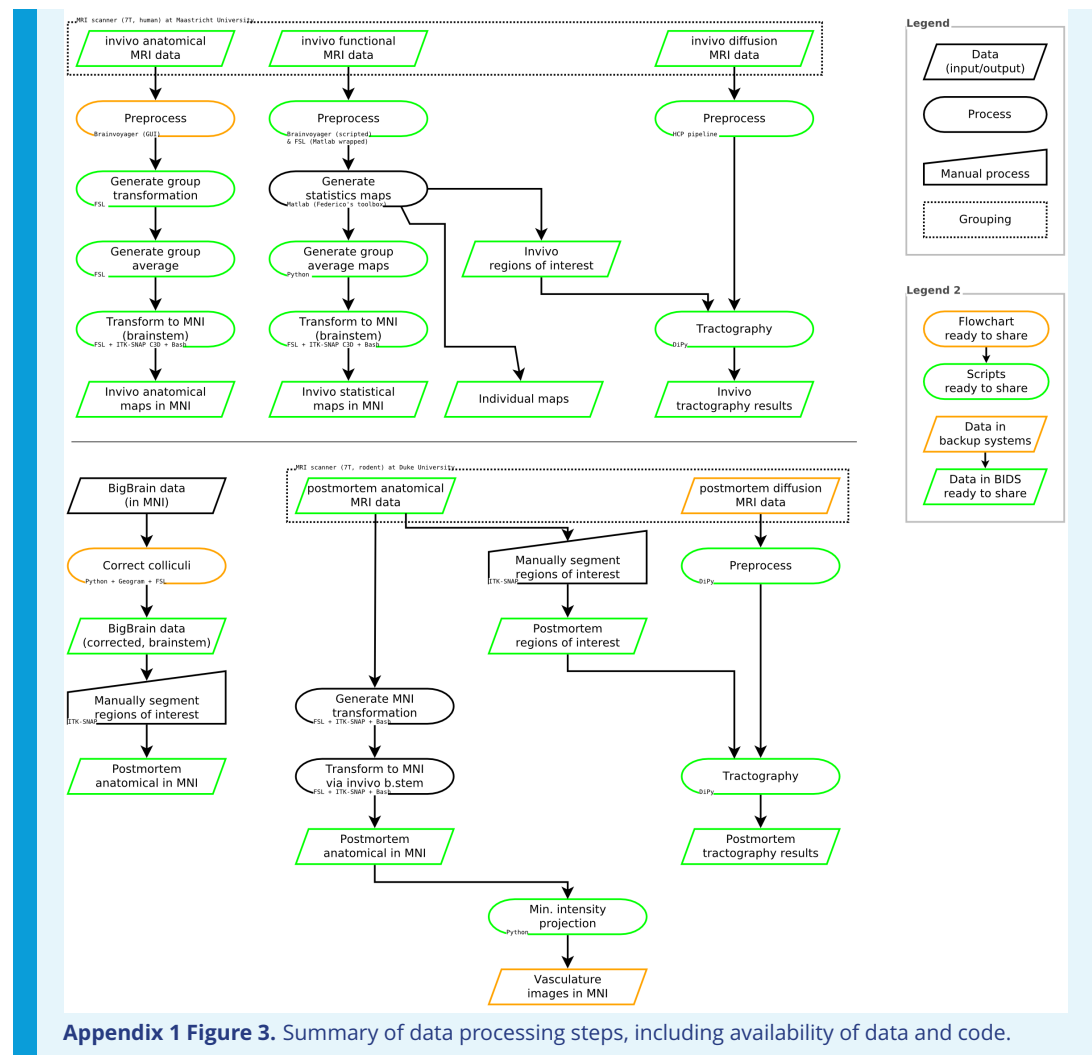 MRI scanner (7T, human) at Maastricht University
invivo anatomical
MRI data
invivo functional
MRI data
invivo diffusion
MRI data
Preprocess
Brainvoyager (GUI)
Preprocess
Brainvoyager (scripted)
& FSL (Matlab wrapped)
Preprocess
HCP pipeline
Generate group
transformation
FSL
Generate
statistics maps
Matlab (Federico's toolbox)
Generate group
average
FSL
Generate group
average maps
Python
Invivo
regions of interest
Transform to MNI
(brainstem)
FSL + ITK-SNAP C3D + Bash
Transform to MNI
(brainstem)
FSL + ITK-SNAP C3D + Bash
Tractography
DiPy
Invivo anatomical
maps in MNI
Invivo statistical
maps in MNI
Individual maps
Invivo
tractography results
MRI scanner (7T, rodent) at Duke University
BigBrain data
(in MNI)
postmortem anatomical
MRI data
postmortem diffusion
MRI data
Correct colliculi
Python + Geogram + FSL
Manually segment
regions of interest
ITK-SNAP
Preprocess
DiPy
BigBrain data
(corrected, brainstem)
Postmortem
regions of interest
Manually segment
regions of interest
ITK-SNAP
Generate MNI
transformation
FSL + ITK-SNAP + Bash
Postmortem
anatomical in MNI
Transform to MNI
via invivo b.stem
FSL + ITK-SNAP + Bash
Tractography
DiPy
Postmortem
anatomical in MNI
Postmortem
tractography results
Min. intensity
projection
Python
Vasculature
images in MNI
Legend
Data
(input/output)
Process
Manual process
Grouping
Legend 2
Flowchart
ready to share
Scripts
ready to share
Data in
backup systems
Data in BIDS
ready to share
Appendix 1 Figure 3. Summary of data processing steps, including availability of data and code.